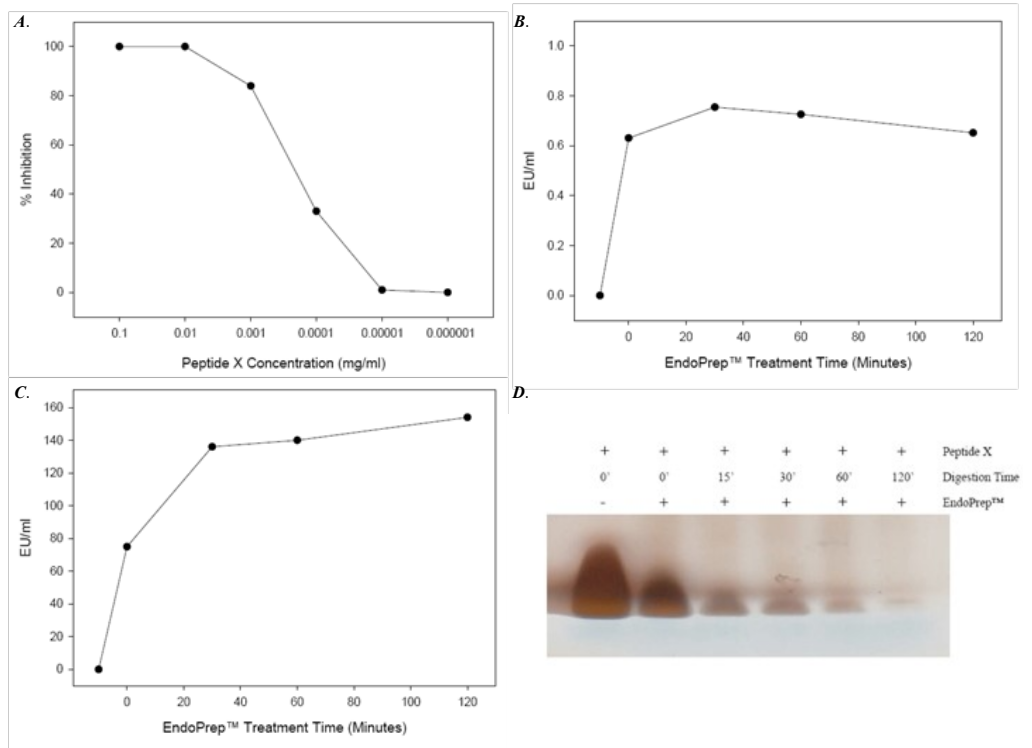 A.
% Inhibition
100
80
60
40
20
0
0.1 0.01 0.001 0.0001 0.00001 0.000001
Peptide X Concentration (mg/ml)
B.
EU/ml
1.0
0.8
0.6
0.4
0.2
0.0
0 20 40 60 80 100 120
EndoPrep™ Treatment Time (Minutes)
C.
EU/ml
160
140
120
100
80
60
40
20
0
0 20 40 60 80 100 120
EndoPrep™ Treatment Time (Minutes)
D.
+ + + + + + Peptide X
0` 0` 15` 30` 60` 120` Digestion Time
- + + + + + EndoPrep™